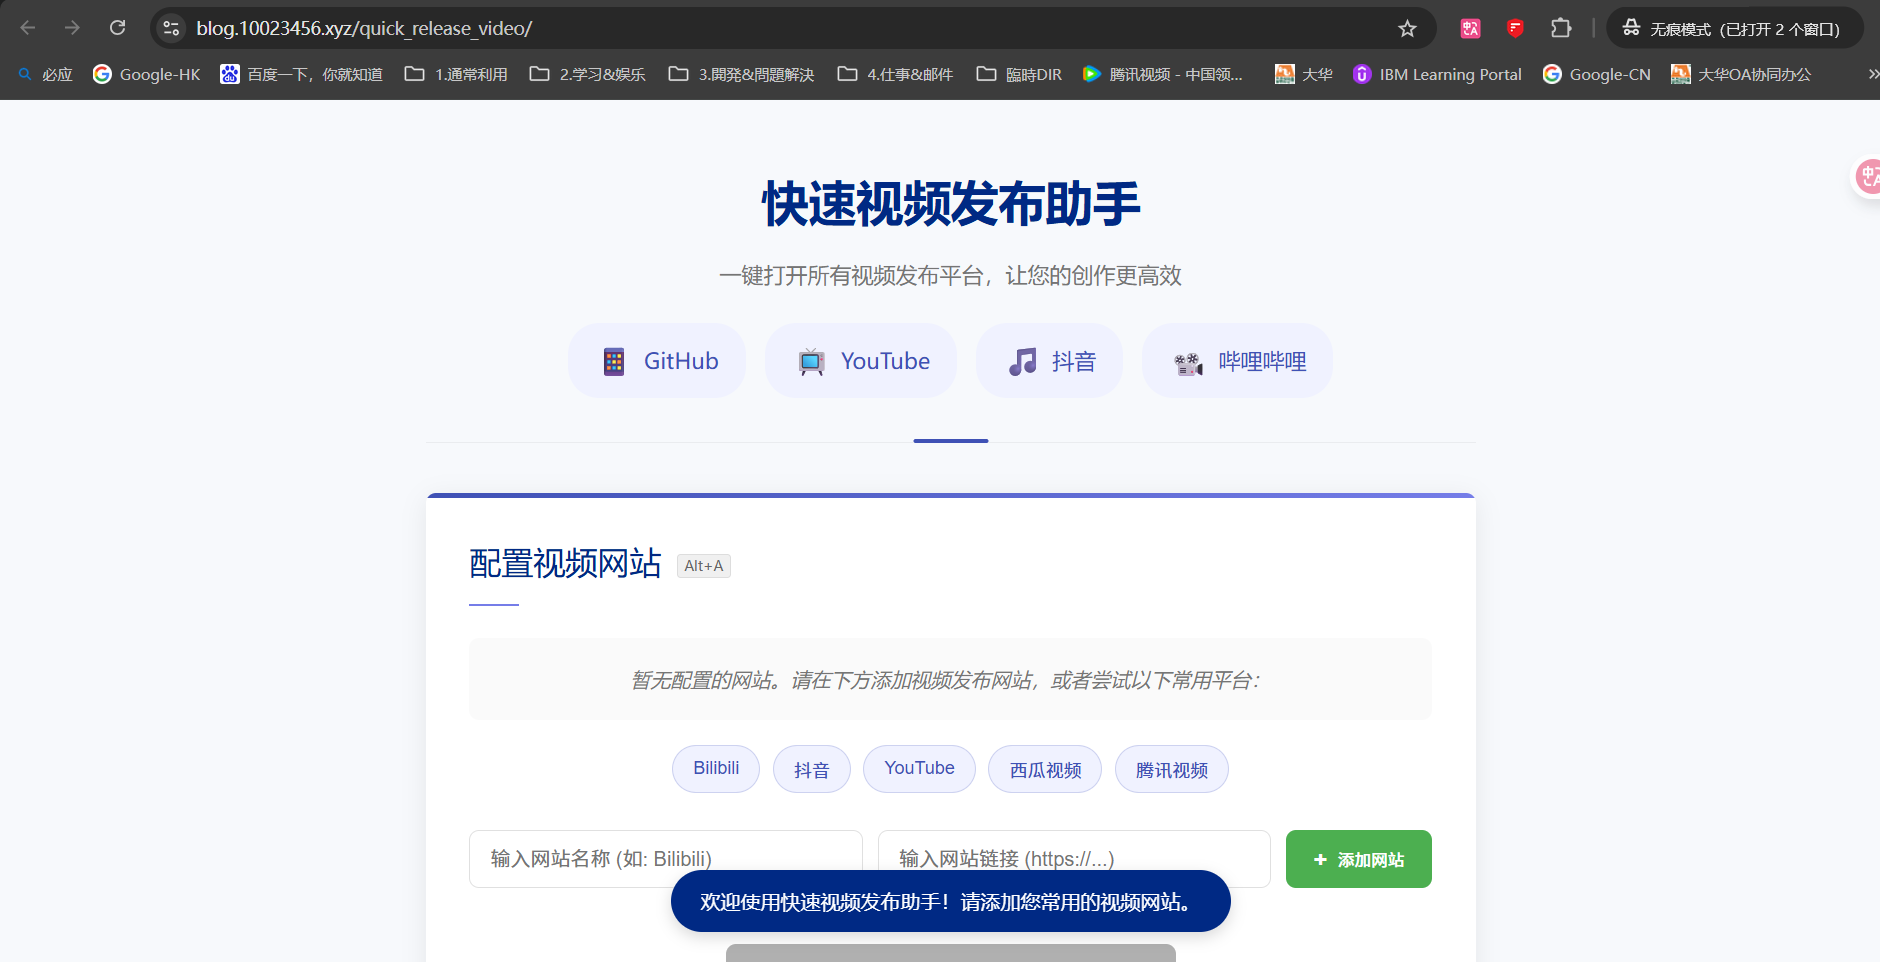 blog.10023456.xyz/quick_release_video/
无痕模式（已打开 2 个窗口）
必应 Google-HK 百度一下，你就知道 1.通常利用 2.学习&娱乐 3.開発&問題解決 4.仕事&邮件 臨時DIR 腾讯视频 - 中国领... 大华 IBM Learning Portal Google-CN 大华OA协同办公
快速视频发布助手
一键打开所有视频发布平台，让您的创作更高效
GitHub YouTube 抖音 哔哩哔哩
配置视频网站 Alt+A
暂无配置的网站。请在下方添加视频发布网站，或者尝试以下常用平台：
Bilibili 抖音 YouTube 西瓜视频 腾讯视频
输入网站名称 (如: Bilibili) 输入网站链接 (https://...) + 添加网站
欢迎使用快速视频发布助手！请添加您常用的视频网站。